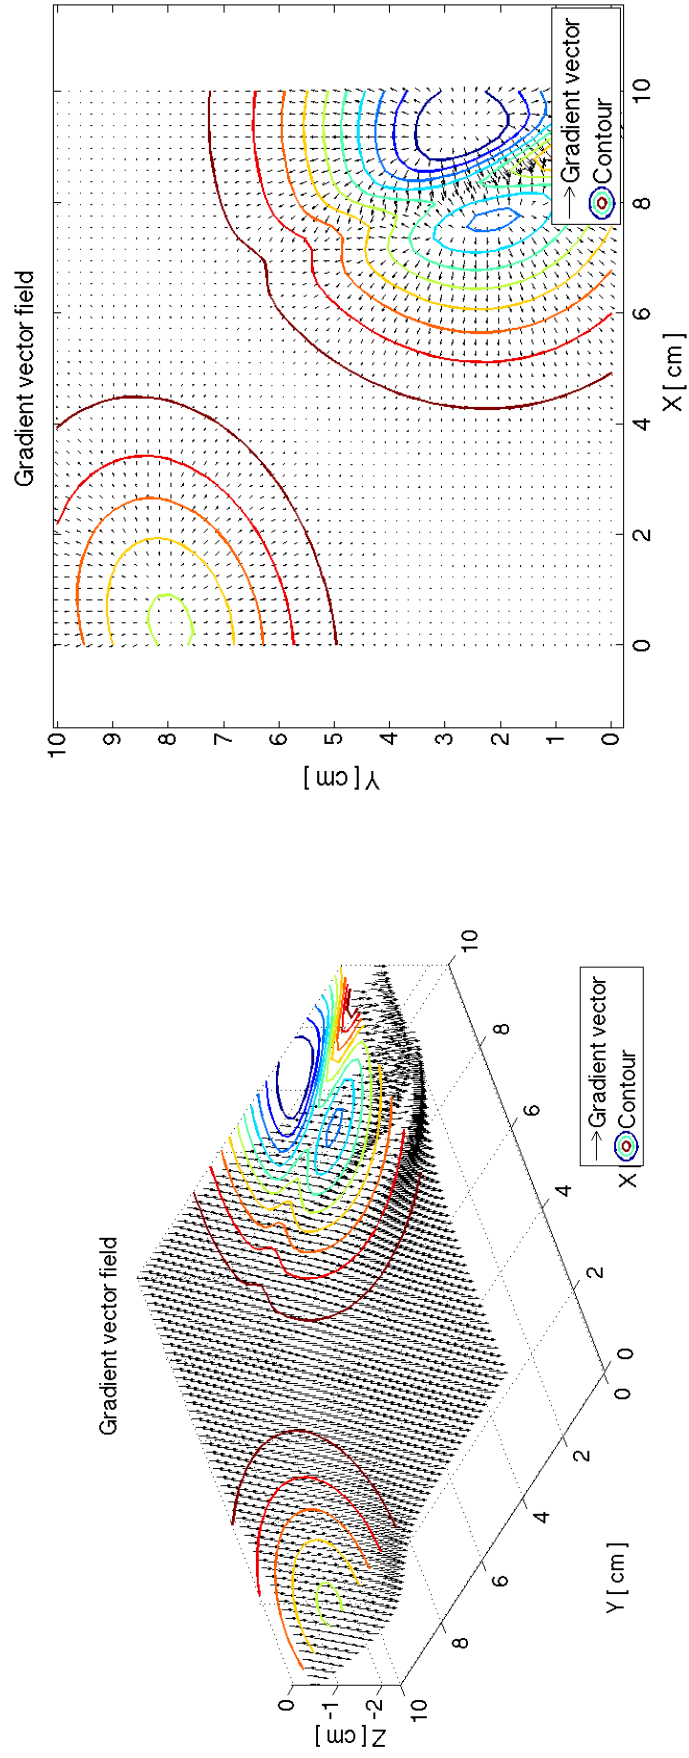 Gradient vector field
0
-1
-2
Z [ cm]
10
8
6
4
2
0
Y [ cm]
0
2
4
6
8
10
X [
Gradient vector
Contour
Gradient vector field
10
9
8
7
6
5
4
3
2
1
0
Y [ cm ]
0
2
4
6
8
10
X [ cm ]
Gradient vector
Contour